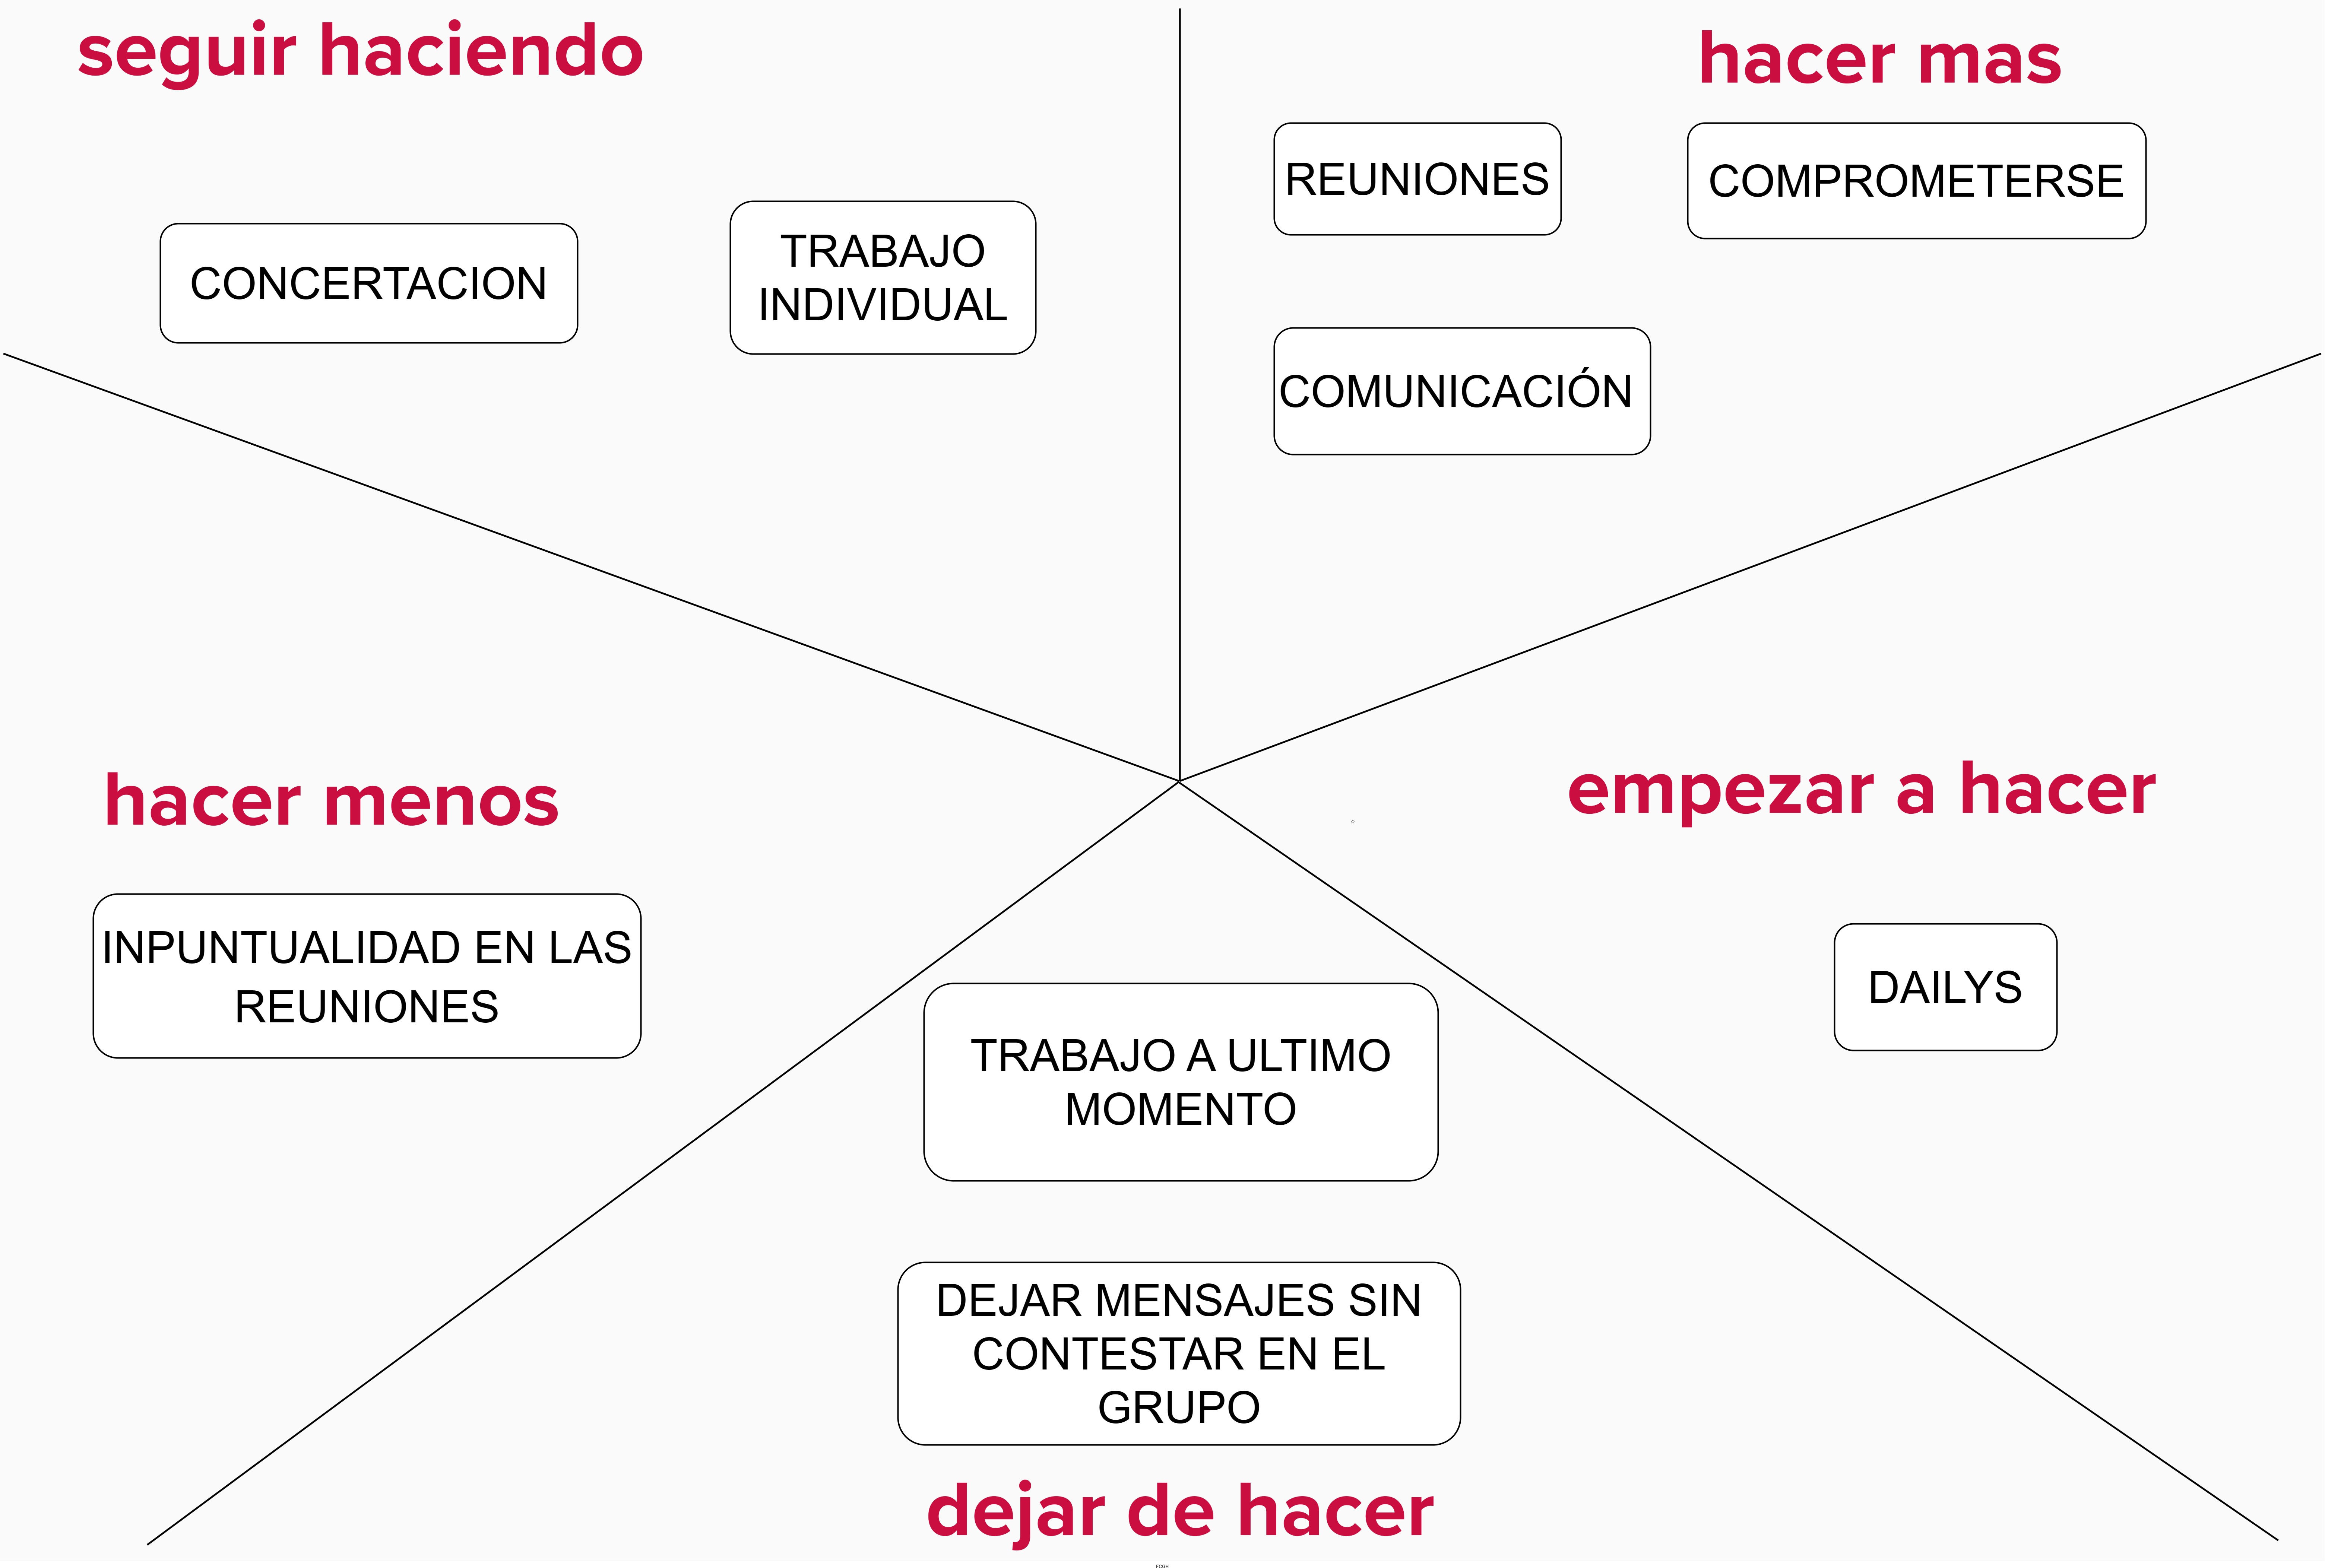 seguir haciendo
CONCERTACION
TRABAJO
INDIVIDUAL
hacer mas
REUNIONES
COMPROMETERSE
COMUNICACIÓN
hacer menos
INPUNTUALIDAD EN LAS
REUNIONES
empezar a hacer
DAILYS
TRABAJO A ULTIMO
MOMENTO
DEJAR MENSAJES SIN
CONTESTAR EN EL
GRUPO
dejar de hacer
FCGH